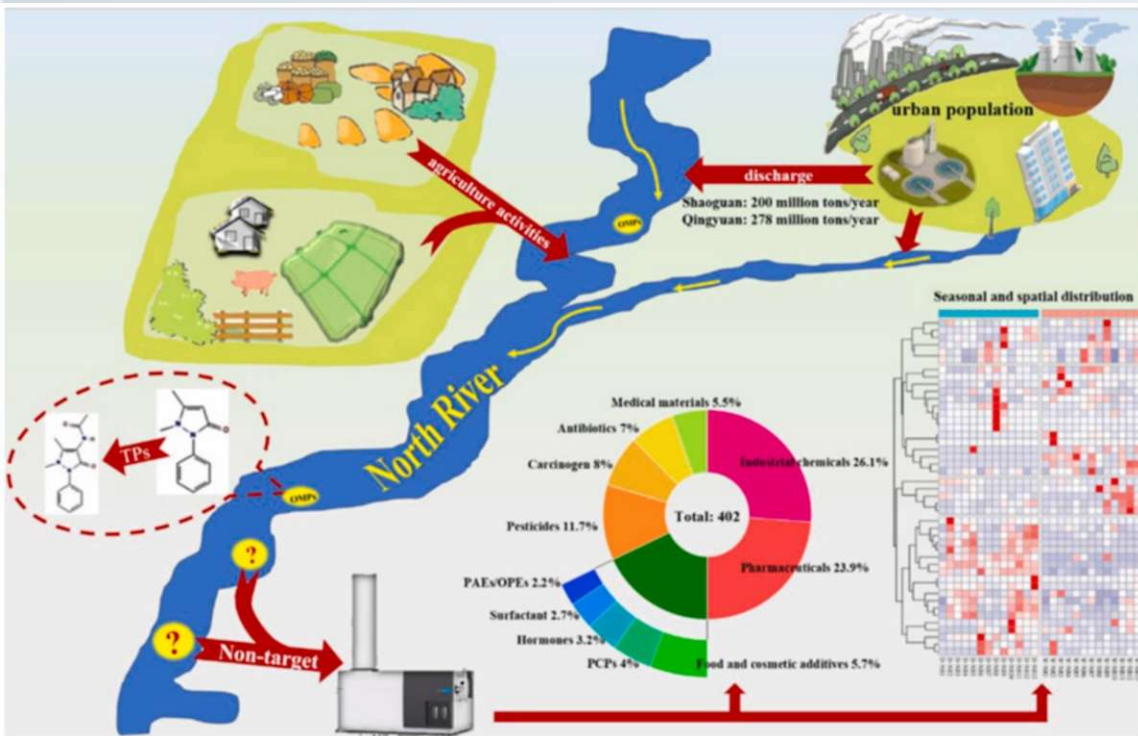 urban population
discharge
Shaoguan: 200 million tons/year
Qingyuan: 278 million tons/year
agriculture activities
OMPs
North River
TPs
OMPs
?
?
Non-target
Seasonal and spatial distribution
Medical materials 5.5%
Antibiotics 7%
Carcinogen 8%
Pesticides 11.7%
PAEs/OPEs 2.2%
Surfactant 2.7%
Hormones 3.2%
PCPs 4%
Food and cosmetic additives 5.7%
Pharmaceuticals 23.9%
Industrial chemicals 26.1%
Total: 402